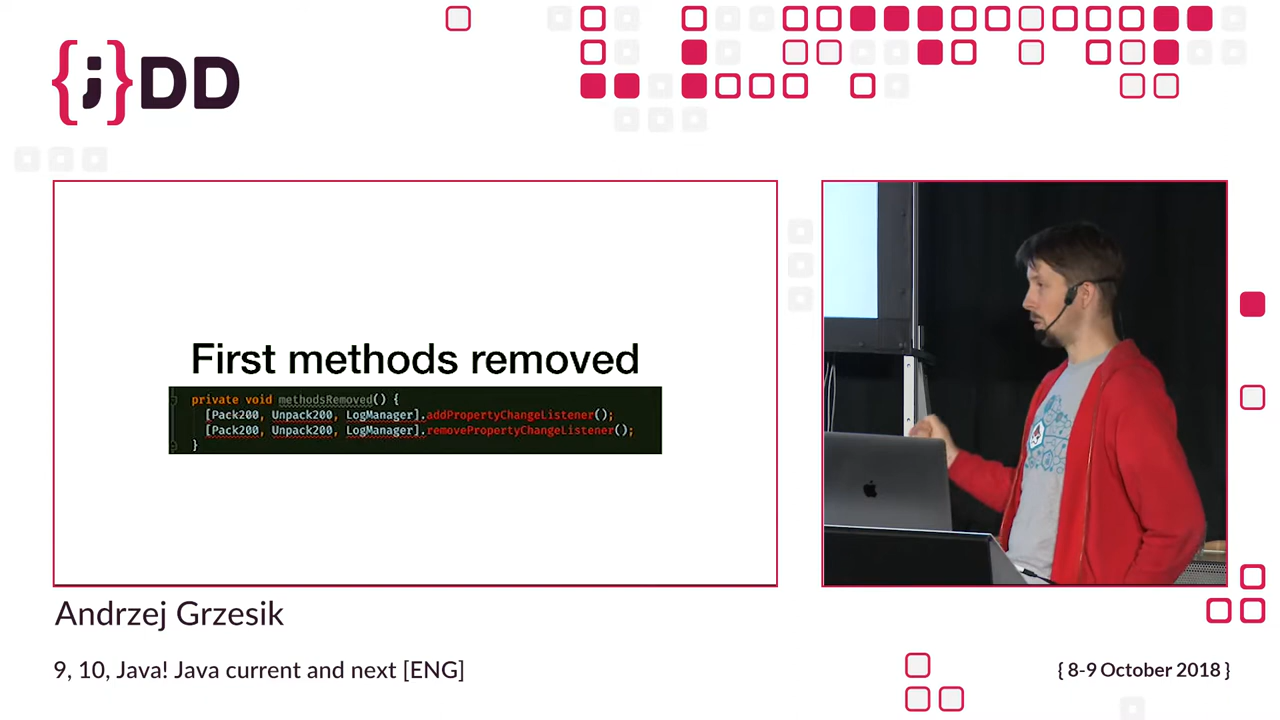 {j}DD
First methods removed
private void methodsRemoved() {
[Pack200, Unpack200, LogManager].addPropertyChangeListener();
[Pack200, Unpack200, LogManager].removePropertyChangeListener();
}
Andrzej Grzesik
9, 10, Java! Java current and next [ENG]
{ 8-9 October 2018 }